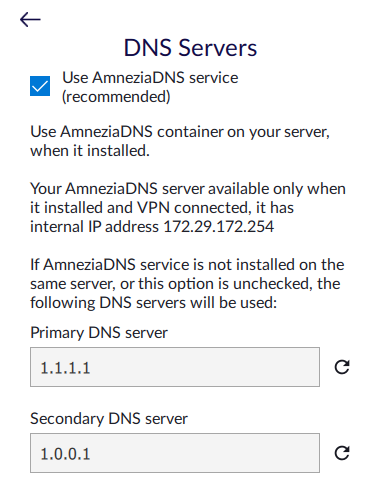 DNS Servers
Use AmneziaDNS service
(recommended)
Use AmneziaDNS container on your server,
when it installed.
Your AmneziaDNS server available only when
it installed and VPN connected, it has
internal IP address 172.29.172.254
If AmneziaDNS service is not installed on the
same server, or this option is unchecked, the
following DNS servers will be used:
Primary DNS server
1.1.1.1
Secondary DNS server
1.0.0.1